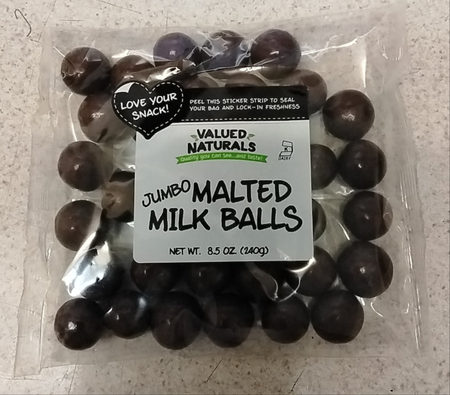 LOVE YOUR
SNACK!
PEEL THIS STICKER STRIP TO SEAL
YOUR BAG AND LOCK-IN FRESHNESS
VALUED
NATURALS
Quality you can see...and taste!
K
DAIRY
JUMBO MALTED
MILK BALLS
NET WT. 8.5 OZ. (240g)